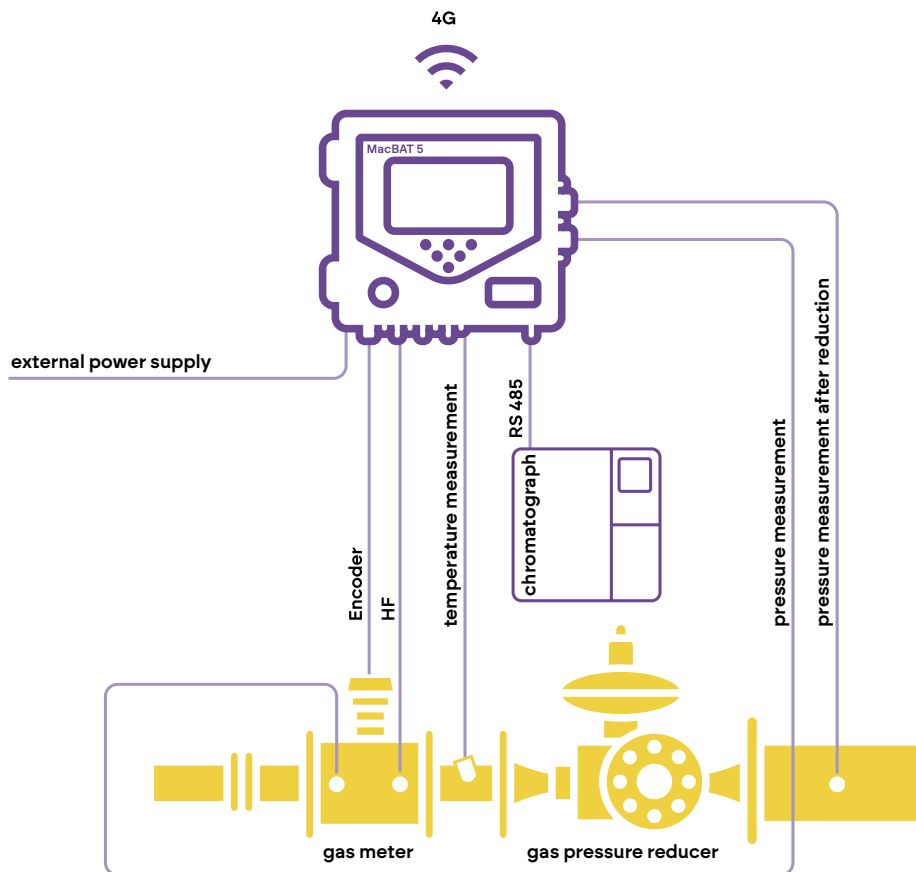 4G
MacBAT 5
external power supply
Encoder
HF
temperature measurement
RS 485
chromatograph
pressure measurement
pressure measurement after reduction
gas meter
gas pressure reducer